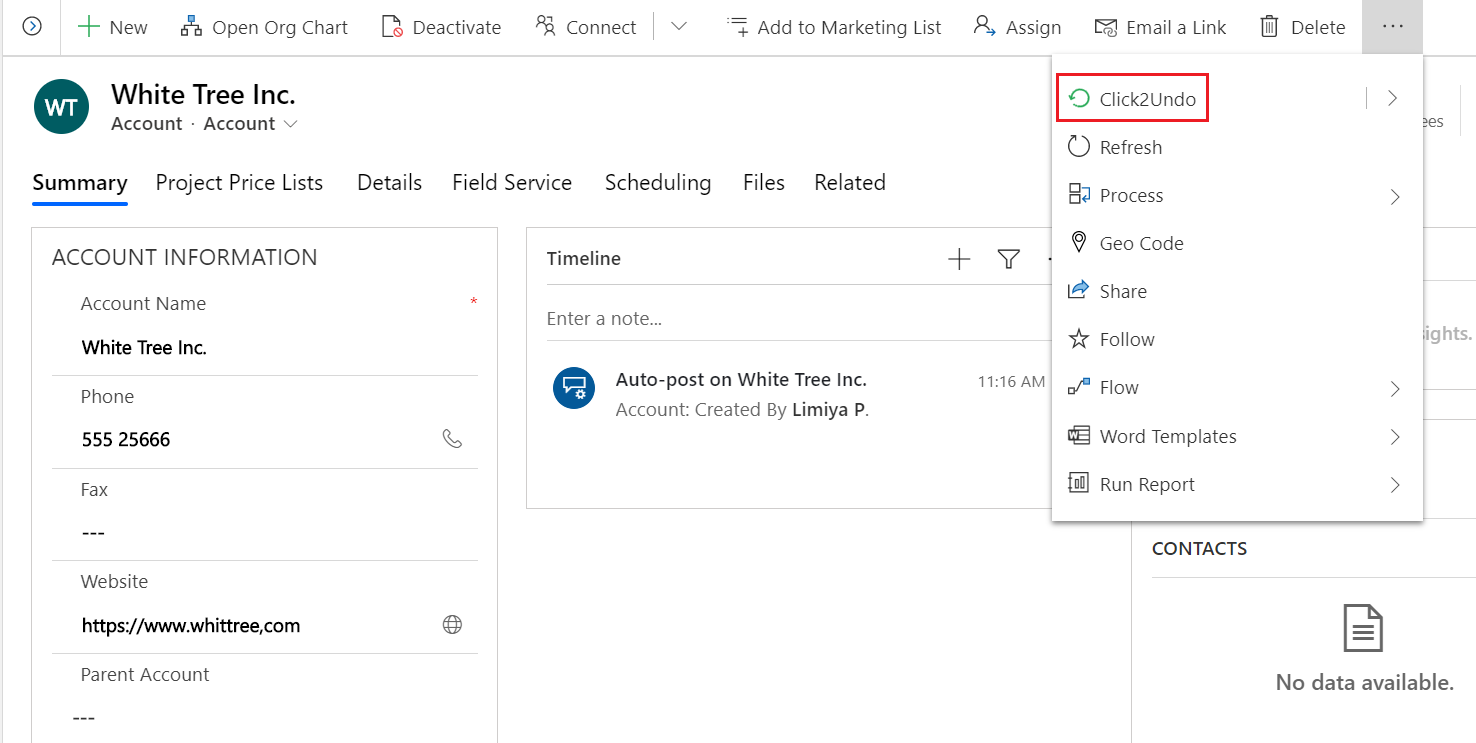 New
Open Org Chart
Deactivate
Connect
Add to Marketing List
Assign
Email a Link
Delete
WT
White Tree Inc.
Account · Account
Summary
Project Price Lists
Details
Field Service
Scheduling
Files
Related
ACCOUNT INFORMATION
Account Name *
White Tree Inc.
Phone
555 25666
Fax
---
Website
https://www.whittree,com
Parent Account
---
Timeline
Enter a note...
Auto-post on White Tree Inc.
11:16 AM
Account: Created By Limiya P.
Click2Undo
Refresh
Process
Geo Code
Share
Follow
Flow
Word Templates
Run Report
ees
sights.
CONTACTS
No data available.